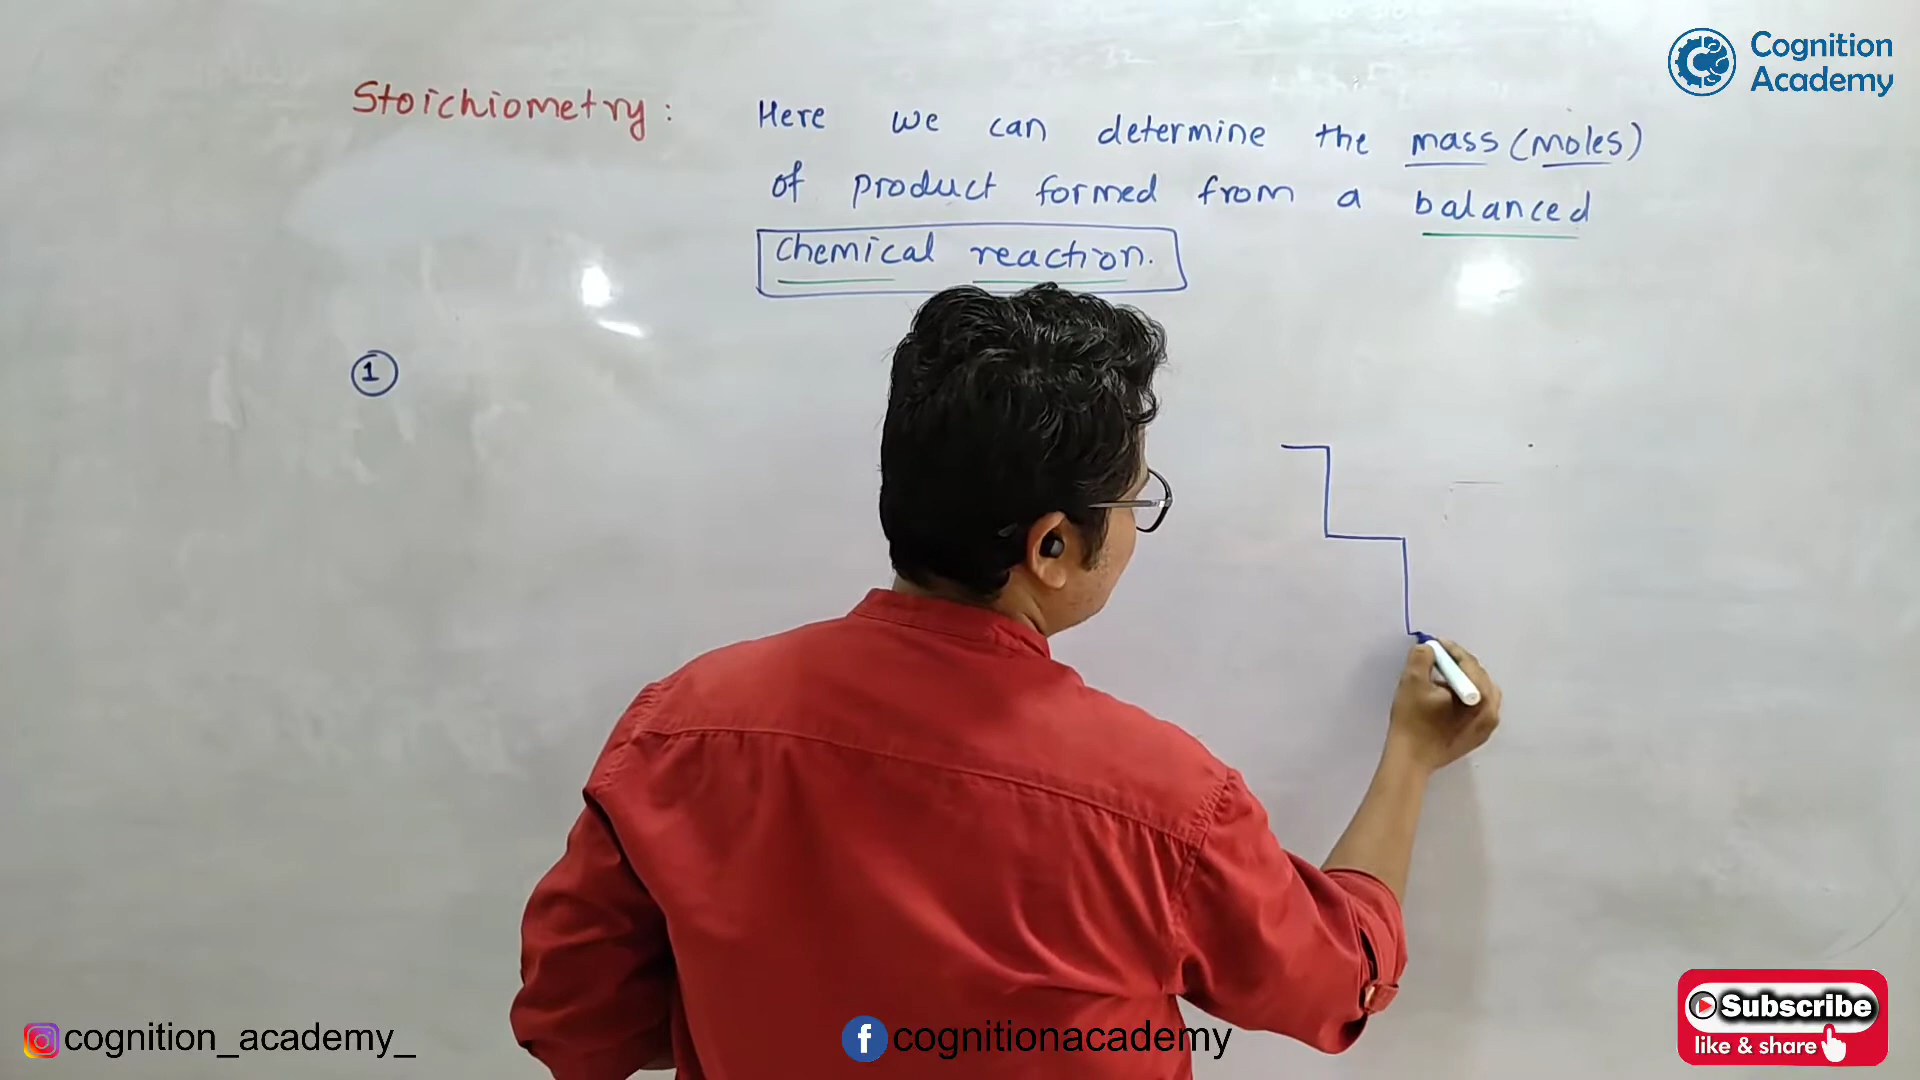 Cognition
Academy
Stoichiometry: Here we can determine the mass (moles)
of product formed from a balanced
Chemical reaction.
1
cognition_academy_
cognitionacademy
Subscribe
like & share